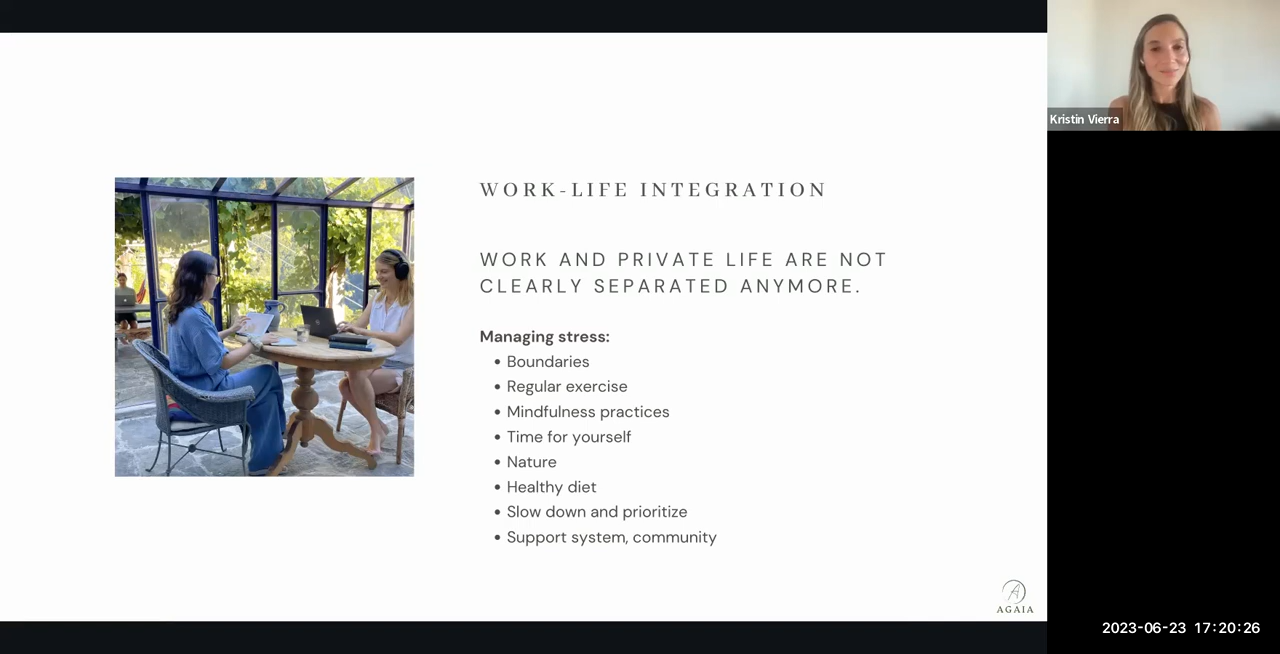 Kristin Vierra
WORK-LIFE INTEGRATION
WORK AND PRIVATE LIFE ARE NOT
CLEARLY SEPARATED ANYMORE.
Managing stress:
• Boundaries
• Regular exercise
• Mindfulness practices
• Time for yourself
• Nature
• Healthy diet
• Slow down and prioritize
• Support system, community
AGAIA
2023-06-23 17:20:26